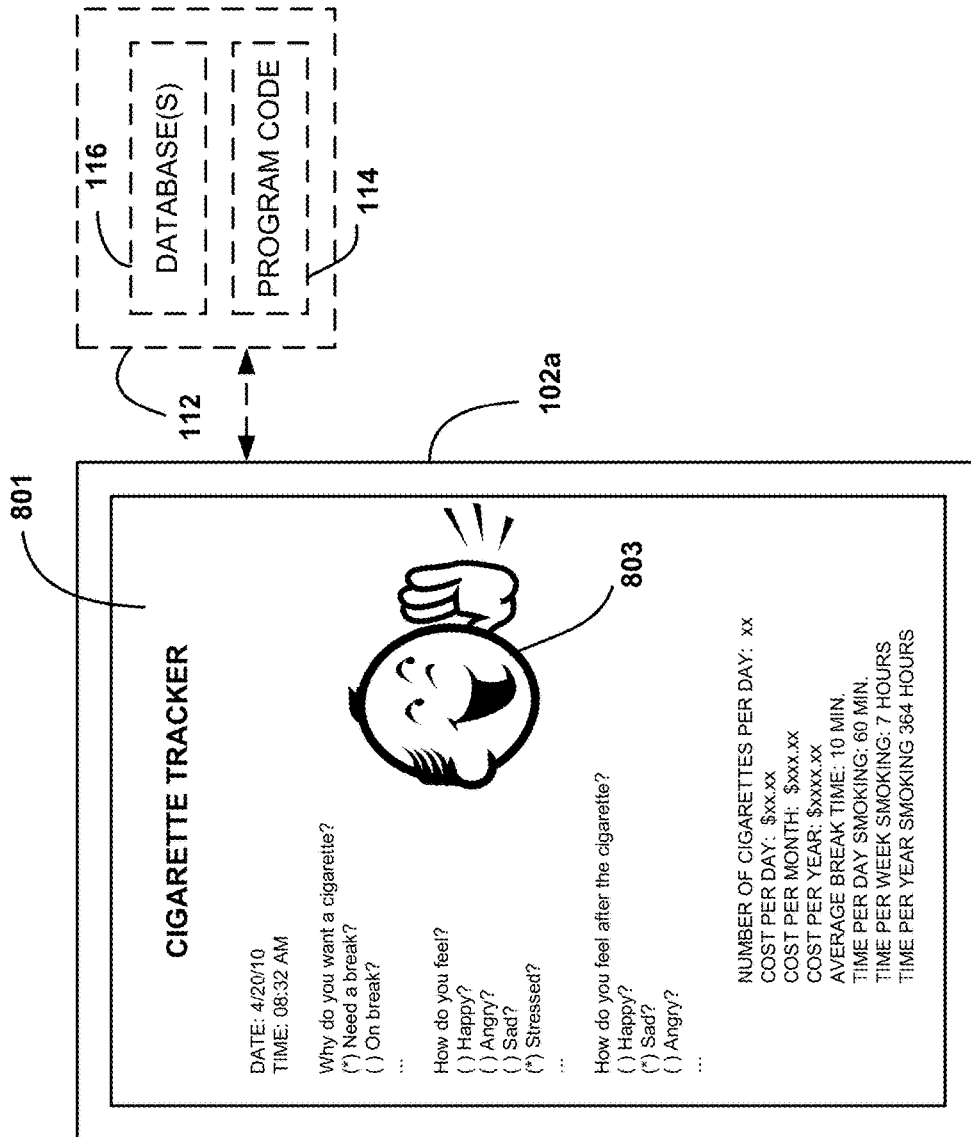 801
CIGARETTE TRACKER
DATE: 4/20/10
TIME: 08:32 AM
Why do you want a cigarette?
(*) Need a break?
( ) On break?
...
How do you feel?
( ) Happy?
( ) Angry?
( ) Sad?
(*) Stressed?
...
How do you feel after the cigarette?
( ) Happy?
(*) Sad?
( ) Angry?
...
803
NUMBER OF CIGARETTES PER DAY: xx
COST PER DAY: $xx.xx
COST PER MONTH: $xxx.xx
COST PER YEAR: $xxxx.xx
AVERAGE BREAK TIME: 10 MIN.
TIME PER DAY SMOKING: 60 MIN.
TIME PER WEEK SMOKING: 7 HOURS
TIME PER YEAR SMOKING 364 HOURS
102a
112
116
DATABASE(S)
PROGRAM CODE
114